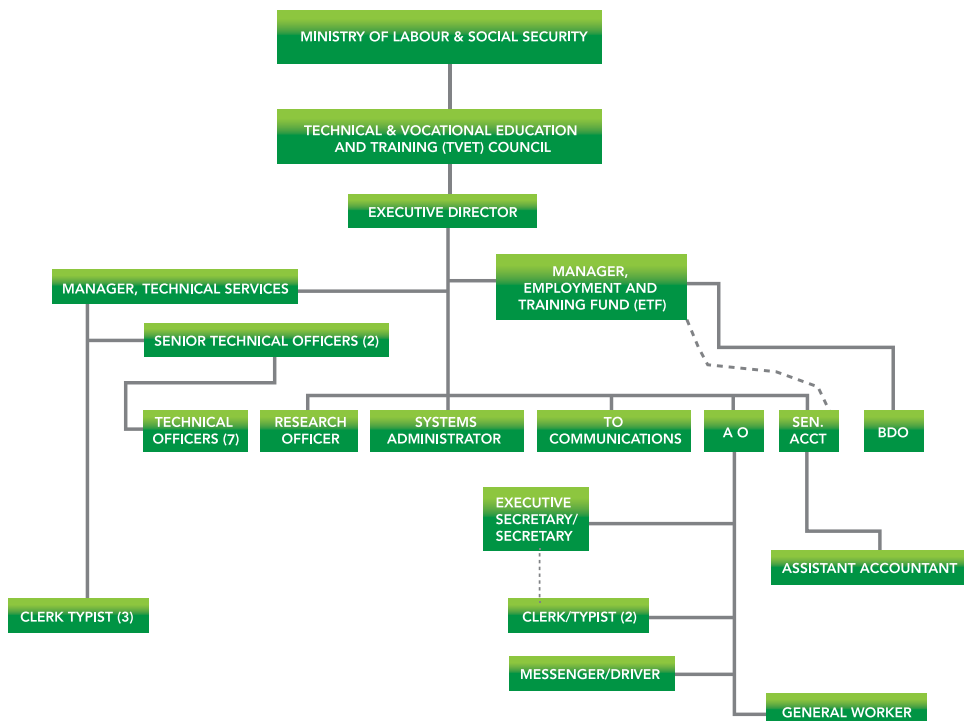 MINISTRY OF LABOUR & SOCIAL SECURITY
TECHNICAL & VOCATIONAL EDUCATION
AND TRAINING (TVET) COUNCIL
EXECUTIVE DIRECTOR
MANAGER, TECHNICAL SERVICES
MANAGER,
EMPLOYMENT AND
TRAINING FUND (ETF)
SENIOR TECHNICAL OFFICERS (2)
TECHNICAL
OFFICERS (7)
RESEARCH
OFFICER
SYSTEMS
ADMINISTRATOR
TO
COMMUNICATIONS
A O
SEN.
ACCT
BDO
EXECUTIVE
SECRETARY/
SECRETARY
ASSISTANT ACCOUNTANT
CLERK TYPIST (3)
CLERK/TYPIST (2)
MESSENGER/DRIVER
GENERAL WORKER